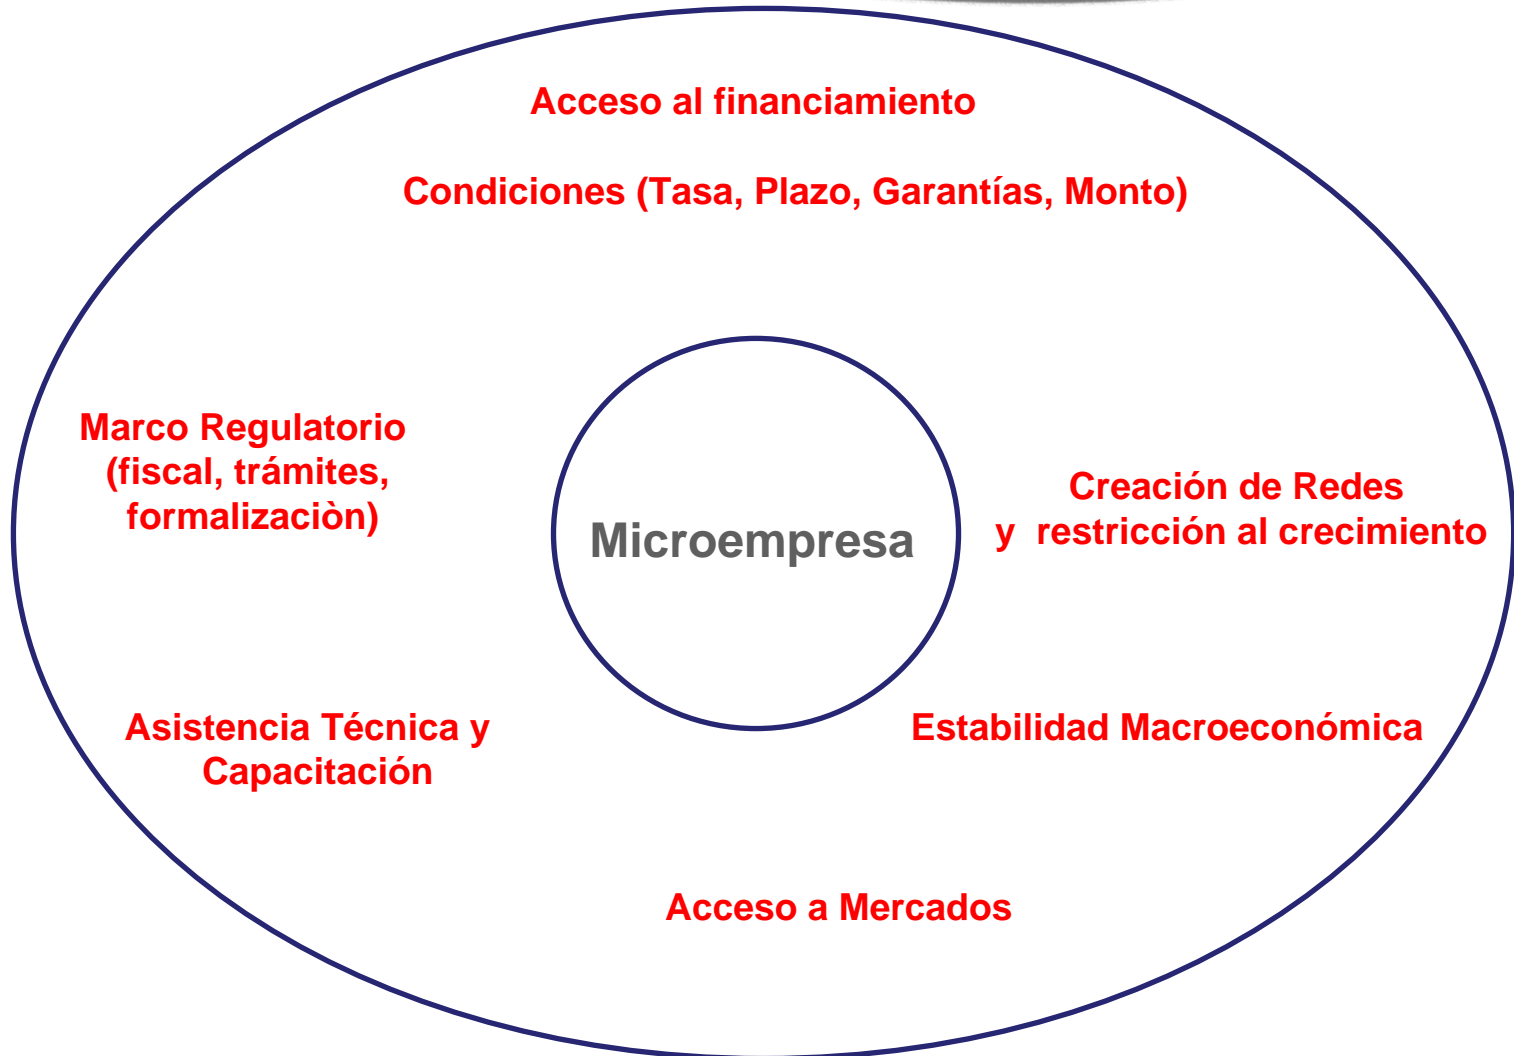 Acceso al financiamiento
Condiciones (Tasa, Plazo, Garantías, Monto)
Marco Regulatorio
(fiscal, trámites,
formalizaciòn)
Creación de Redes
y restricción al crecimiento
Microempresa
Asistencia Técnica y
Capacitación
Estabilidad Macroeconómica
Acceso a Mercados